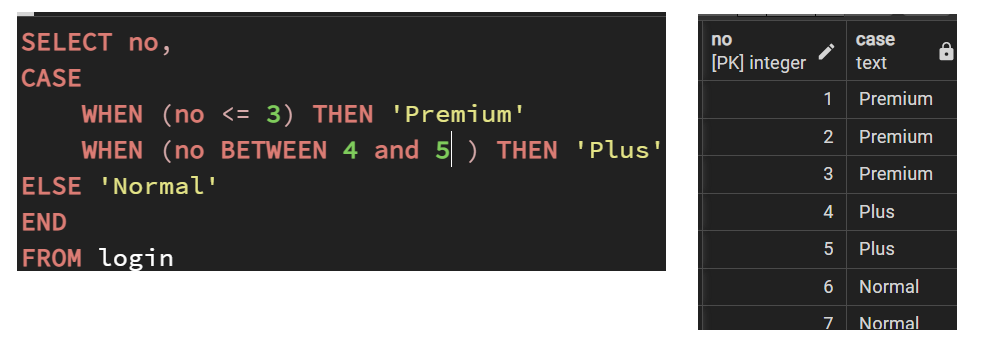 SELECT no,
CASE
    WHEN (no <= 3) THEN 'Premium'
    WHEN (no BETWEEN 4 and 5 ) THEN 'Plus'
ELSE 'Normal'
END
FROM login
no case
[PK] integer text
1 Premium
2 Premium
3 Premium
4 Plus
5 Plus
6 Normal
7 Normal